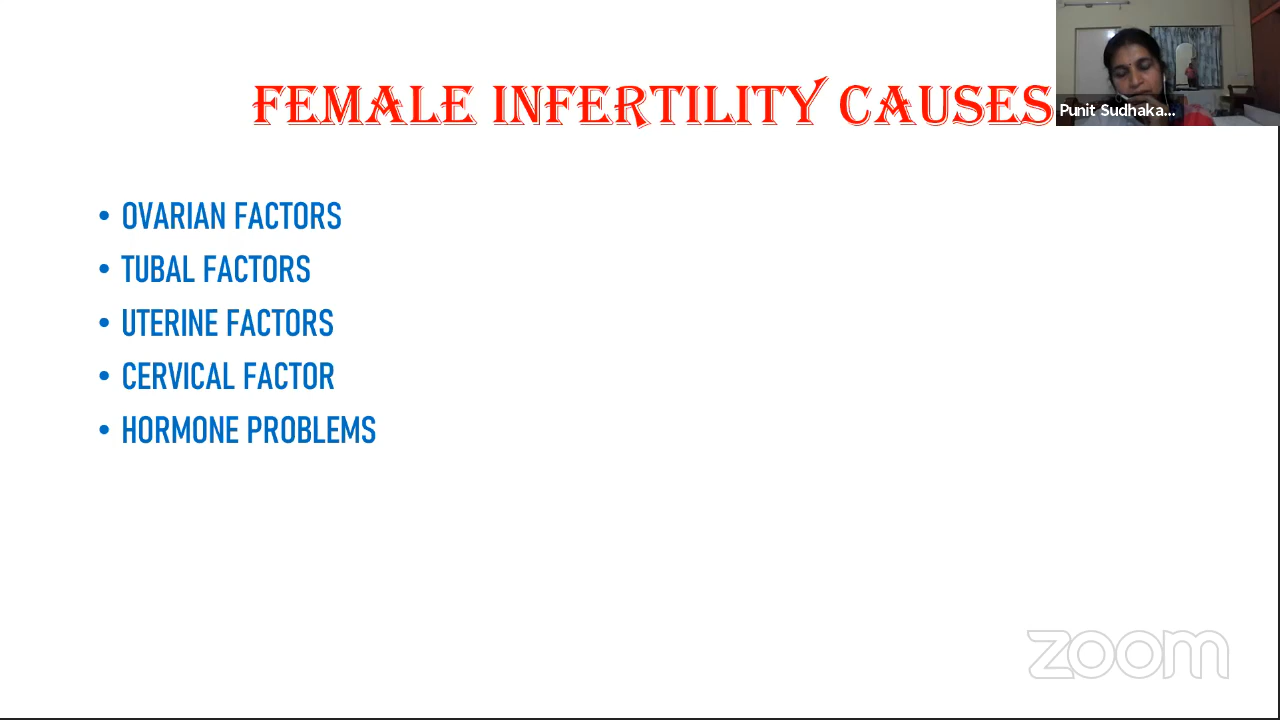 FEMALE INFERTILITY CAUSES
Punit Sudhaka...
• OVARIAN FACTORS
• TUBAL FACTORS
• UTERINE FACTORS
• CERVICAL FACTOR
• HORMONE PROBLEMS
zoom